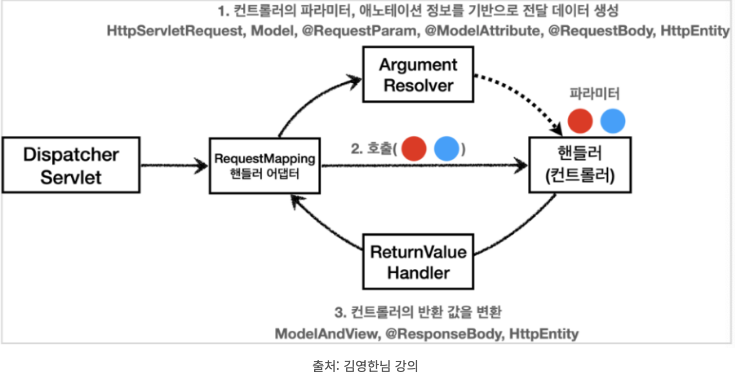 1. 컨트롤러의 파라미터, 애노테이션 정보를 기반으로 전달 데이터 생성
HttpServletRequest, Model, @RequestParam, @ModelAttribute, @RequestBody, HttpEntity
Argument
Resolver
파라미터
Dispatcher
Servlet
RequestMapping
핸들러 어댑터
2. 호출( )
핸들러
(컨트롤러)
ReturnValue
Handler
3. 컨트롤러의 반환 값을 변환
ModelAndView, @ResponseBody, HttpEntity
출처: 김영한님 강의